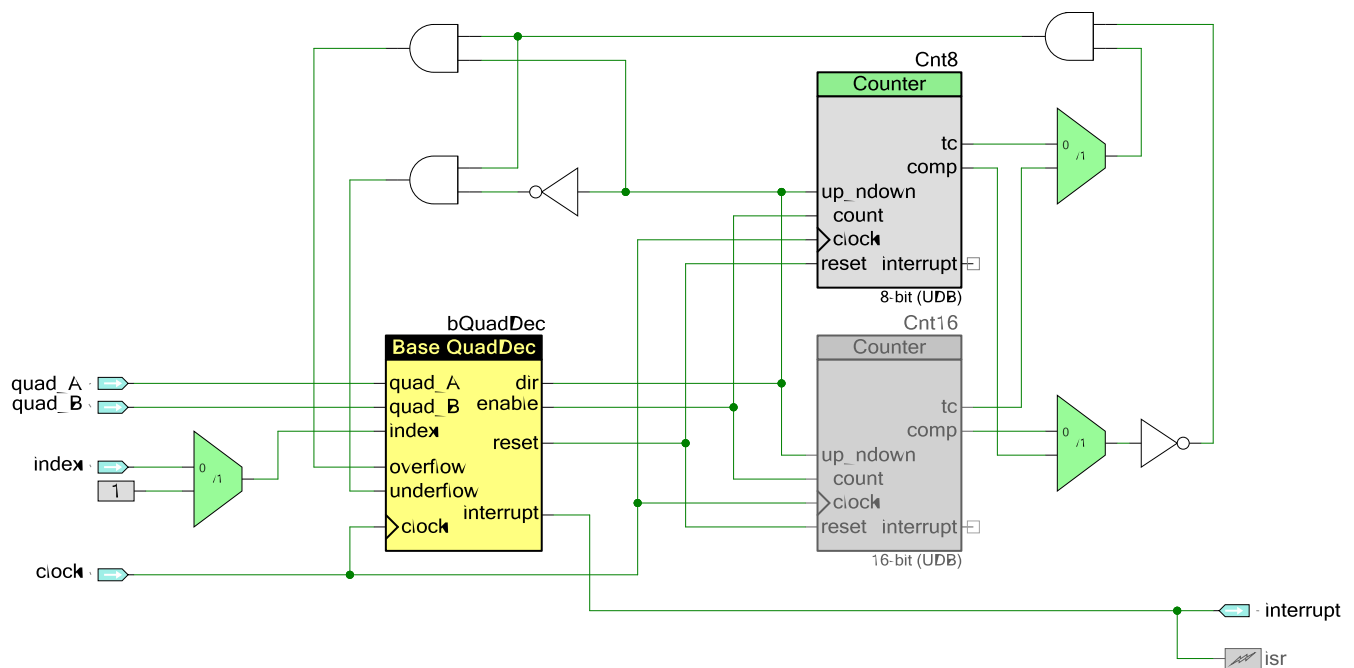 Cnt8
Counter
tc
comp
up_ndown
count
clock
reset interrupt
8-bit (UDB)
0
/1
bQuadDec
Base QuadDec
quad_A
quad_B
index
overflow
underflow
clock
dir
enable
reset
interrupt
Cnt16
Counter
tc
comp
up_ndown
count
clock
reset interrupt
16-bit (UDB)
0
/1
quad_A
quad_B
index
1
0
/1
clock
interrupt
isr